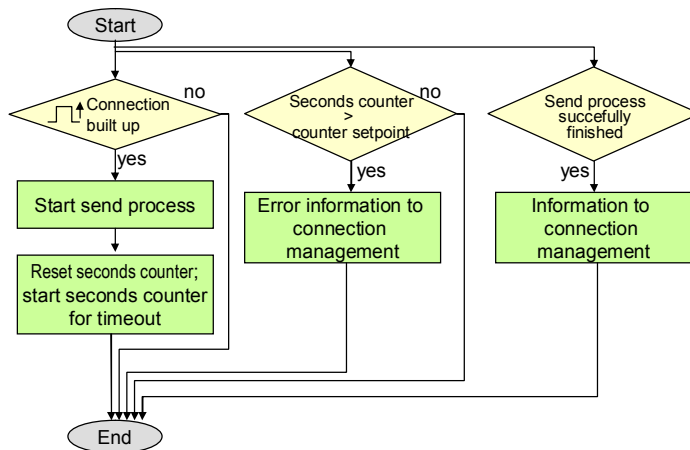 Start
Connection
built up
no
yes
Start send process
Reset seconds counter;
start seconds counter
for timeout
Seconds counter
>
counter setpoint
no
yes
Error information to
connection
management
Send process
succefully
finished
yes
Information to
connection
management
End